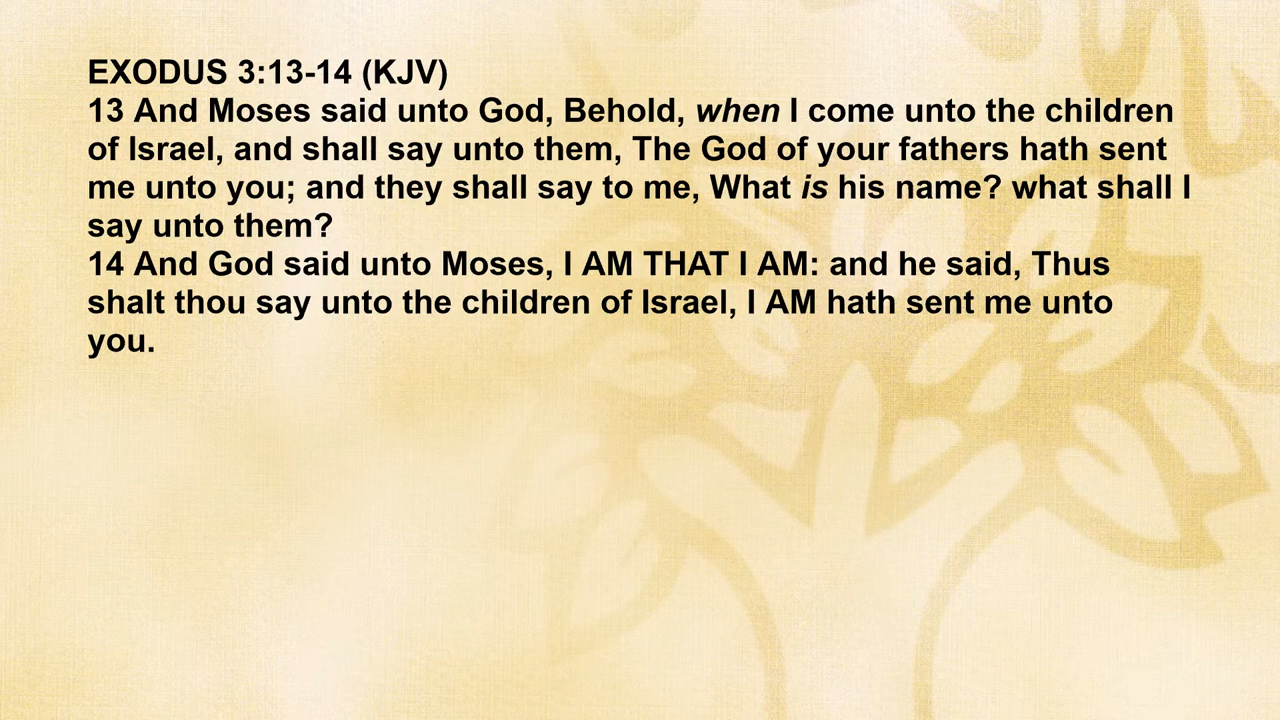 EXODUS 3:13-14 (KJV)
13 And Moses said unto God, Behold, when I come unto the children
of Israel, and shall say unto them, The God of your fathers hath sent
me unto you; and they shall say to me, What is his name? what shall I
say unto them?
14 And God said unto Moses, I AM THAT I AM: and he said, Thus
shalt thou say unto the children of Israel, I AM hath sent me unto
you.